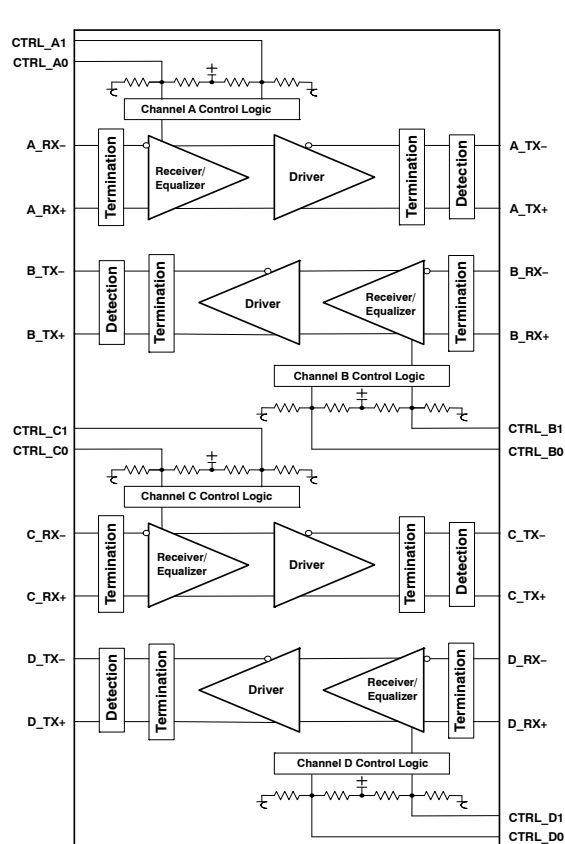 CTRL_A1
CTRL_A0
Channel A Control Logic
A_RX−
A_TX−
Termination
Receiver/
Equalizer
Driver
Termination
Detection
A_RX+
A_TX+
B_TX−
B_RX−
Detection
Termination
Driver
Receiver/
Equalizer
Termination
B_TX+
B_RX+
Channel B Control Logic
CTRL_C1
CTRL_B1
CTRL_C0
CTRL_B0
Channel C Control Logic
C_RX−
C_TX−
Termination
Receiver/
Equalizer
Driver
Termination
Detection
C_RX+
C_TX+
D_TX−
D_RX−
Detection
Termination
Driver
Receiver/
Equalizer
Termination
D_TX+
D_RX+
Channel D Control Logic
CTRL_D1
CTRL_D0